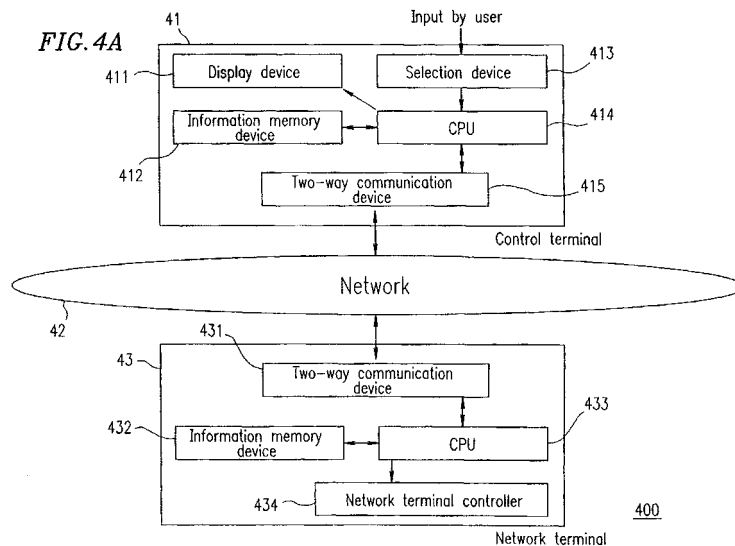 FIG. 4A
Input by user
41
411
Display device
Selection device
413
Information memory
device
412
CPU
414
Two-way communication
device
415
Control terminal
Network
42
431
43
Two-way communication
device
432
Information memory
device
CPU
433
434
Network terminal controller
400
Network terminal